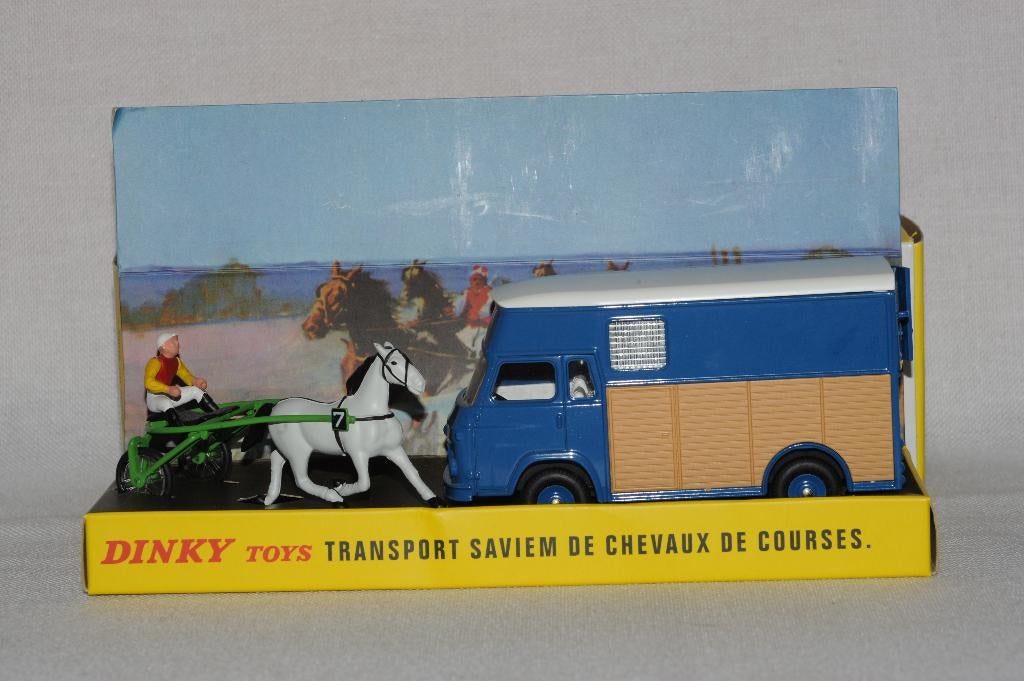 7
DINKY TOYS TRANSPORT SAVIEM DE CHEVAUX DE COURSES.